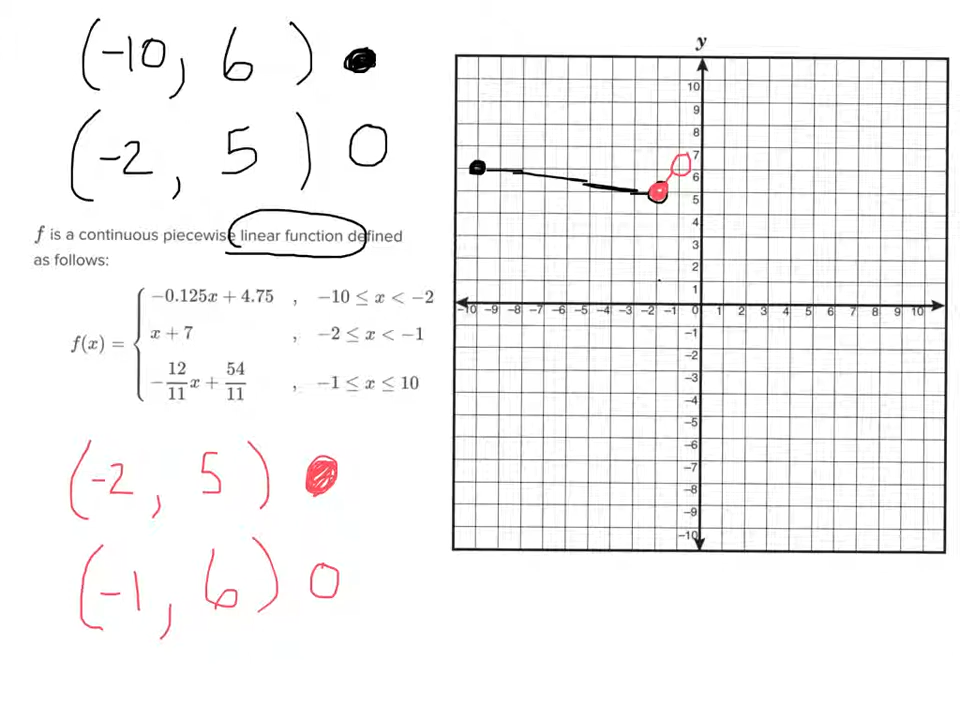 (-10, 6) ●
(-2, 5) O
f is a continuous piecewise linear function defined
as follows:
f(x) = { −0.125x + 4.75 , −10 ≤ x < −2
x + 7 , −2 ≤ x < −1
−12/11 x + 54/11 , −1 ≤ x ≤ 10
(-2, 5) ●
(-1, 6) O
y
10
9
8
7
6
5
4
3
2
1
−10 −9 −8 −7 −6 −5 −4 −3 −2 −1 0 1 2 3 4 5 6 7 8 9 10
−1
−2
−3
−4
−5
−6
−7
−8
−9
−10